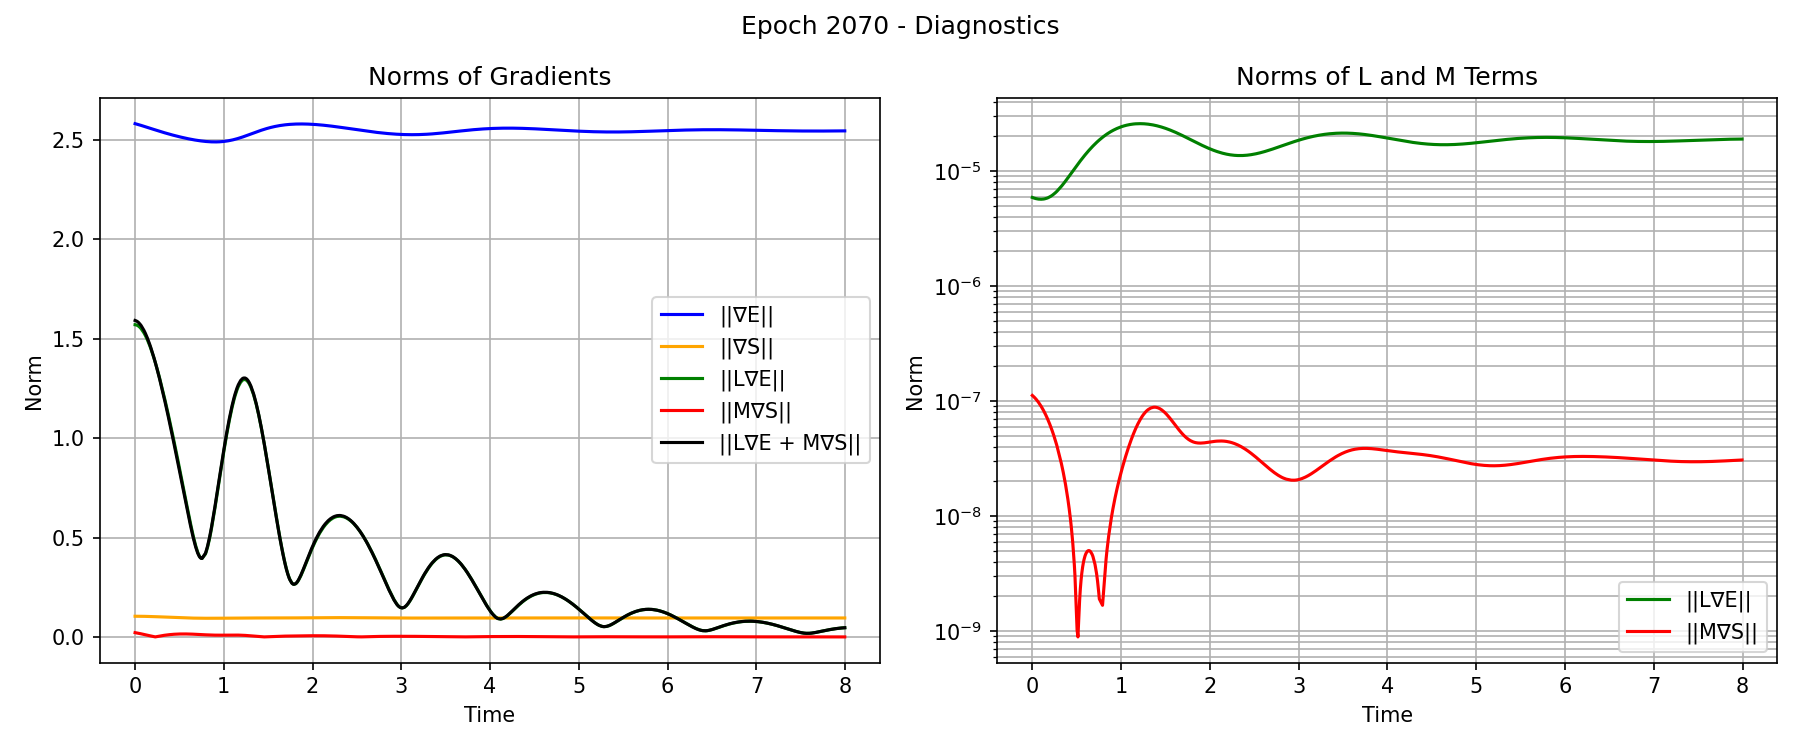 Epoch 2070 - Diagnostics
Norms of Gradients
Norm
2.5
2.0
1.5
1.0
0.5
0.0
||∇E||
||∇S||
||L∇E||
||M∇S||
||L∇E + M∇S||
0 1 2 3 4 5 6 7 8
Time
Norms of L and M Terms
Norm
10⁻⁵
10⁻⁶
10⁻⁷
10⁻⁸
10⁻⁹
||L∇E||
||M∇S||
0 1 2 3 4 5 6 7 8
Time